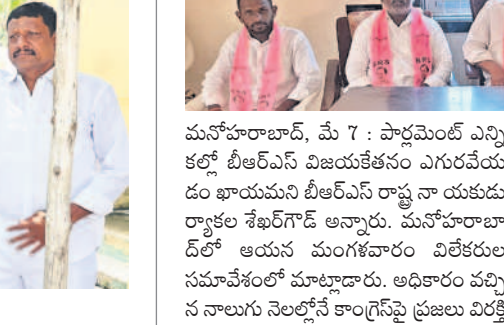 మనోహరాబాద్, మే 7 : పార్లమెంట్ ఎన్ని
కల్లో బీఆర్ఎస్ విజయకేతనం ఎగురవేయ
డం ఖాయమని బీఆర్ఎస్ రాష్ట్ర నా యకుడు
ర్యాకల శేఖర్‌గౌడ్ అన్నారు. మనోహరాబా
ద్‌లో ఆయన మంగళవారం విలేకరుల
సమావేశంలో మాట్లాడారు. అధికారం వచ్చి
న నాలుగు నెలల్లోనే కాంగ్రెస్‌పై ప్రజలు విరక్తి